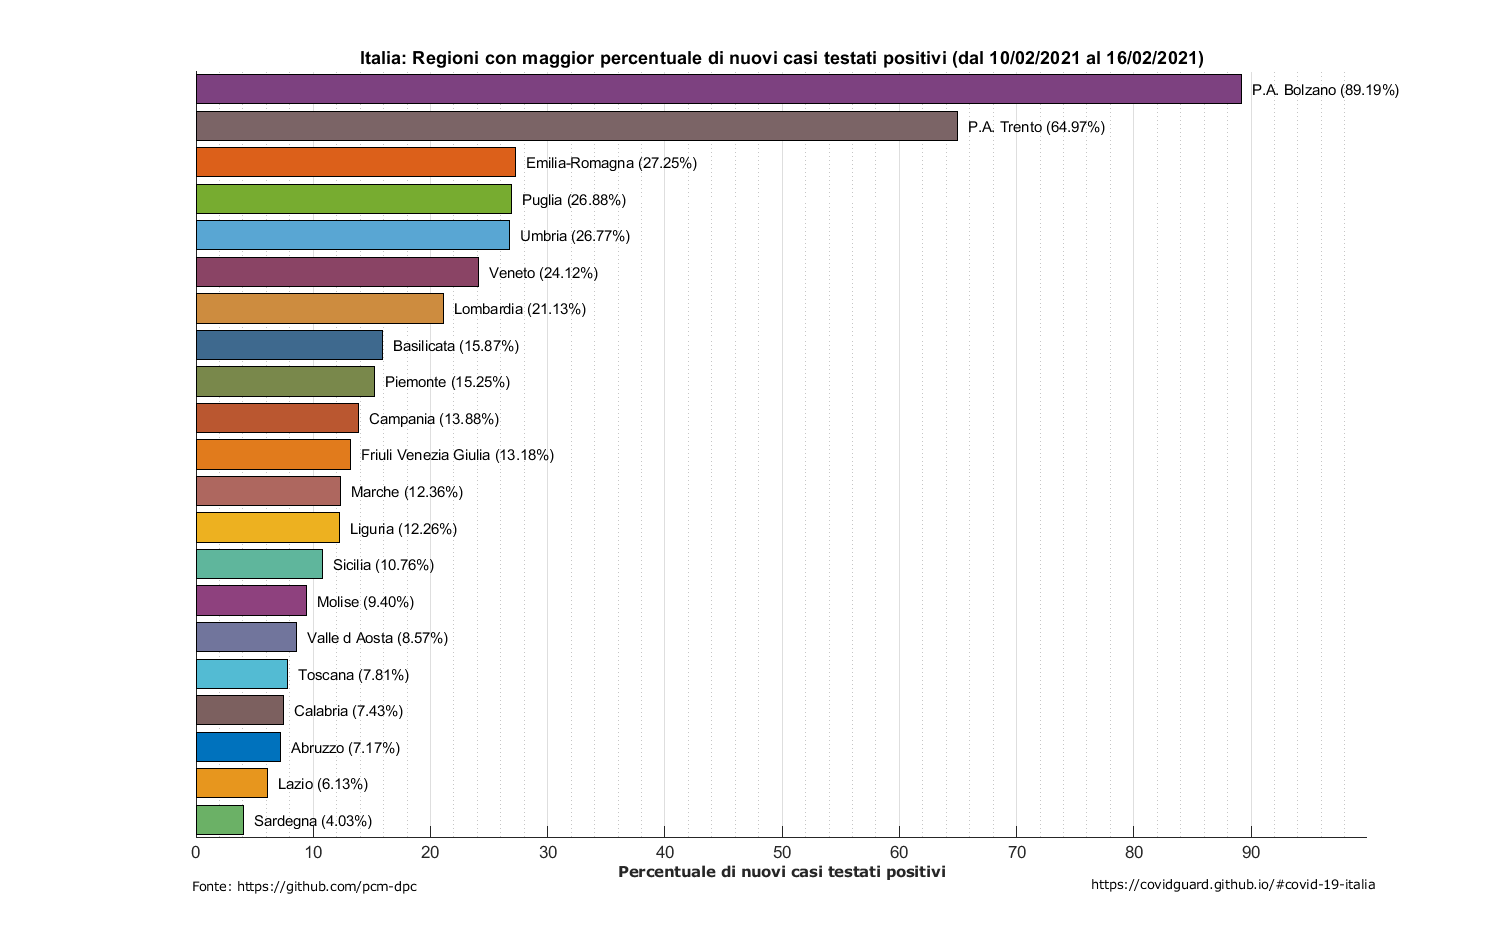 Italia: Regioni con maggior percentuale di nuovi casi testati positivi (dal 10/02/2021 al 16/02/2021)
P.A. Bolzano (89.19%)
P.A. Trento (64.97%)
Emilia-Romagna (27.25%)
Puglia (26.88%)
Umbria (26.77%)
Veneto (24.12%)
Lombardia (21.13%)
Basilicata (15.87%)
Piemonte (15.25%)
Campania (13.88%)
Friuli Venezia Giulia (13.18%)
Marche (12.36%)
Liguria (12.26%)
Sicilia (10.76%)
Molise (9.40%)
Valle d Aosta (8.57%)
Toscana (7.81%)
Calabria (7.43%)
Abruzzo (7.17%)
Lazio (6.13%)
Sardegna (4.03%)
0 10 20 30 40 50 60 70 80 90
Percentuale di nuovi casi testati positivi
Fonte: https://github.com/pcm-dpc
https://covidguard.github.io/#covid-19-italia